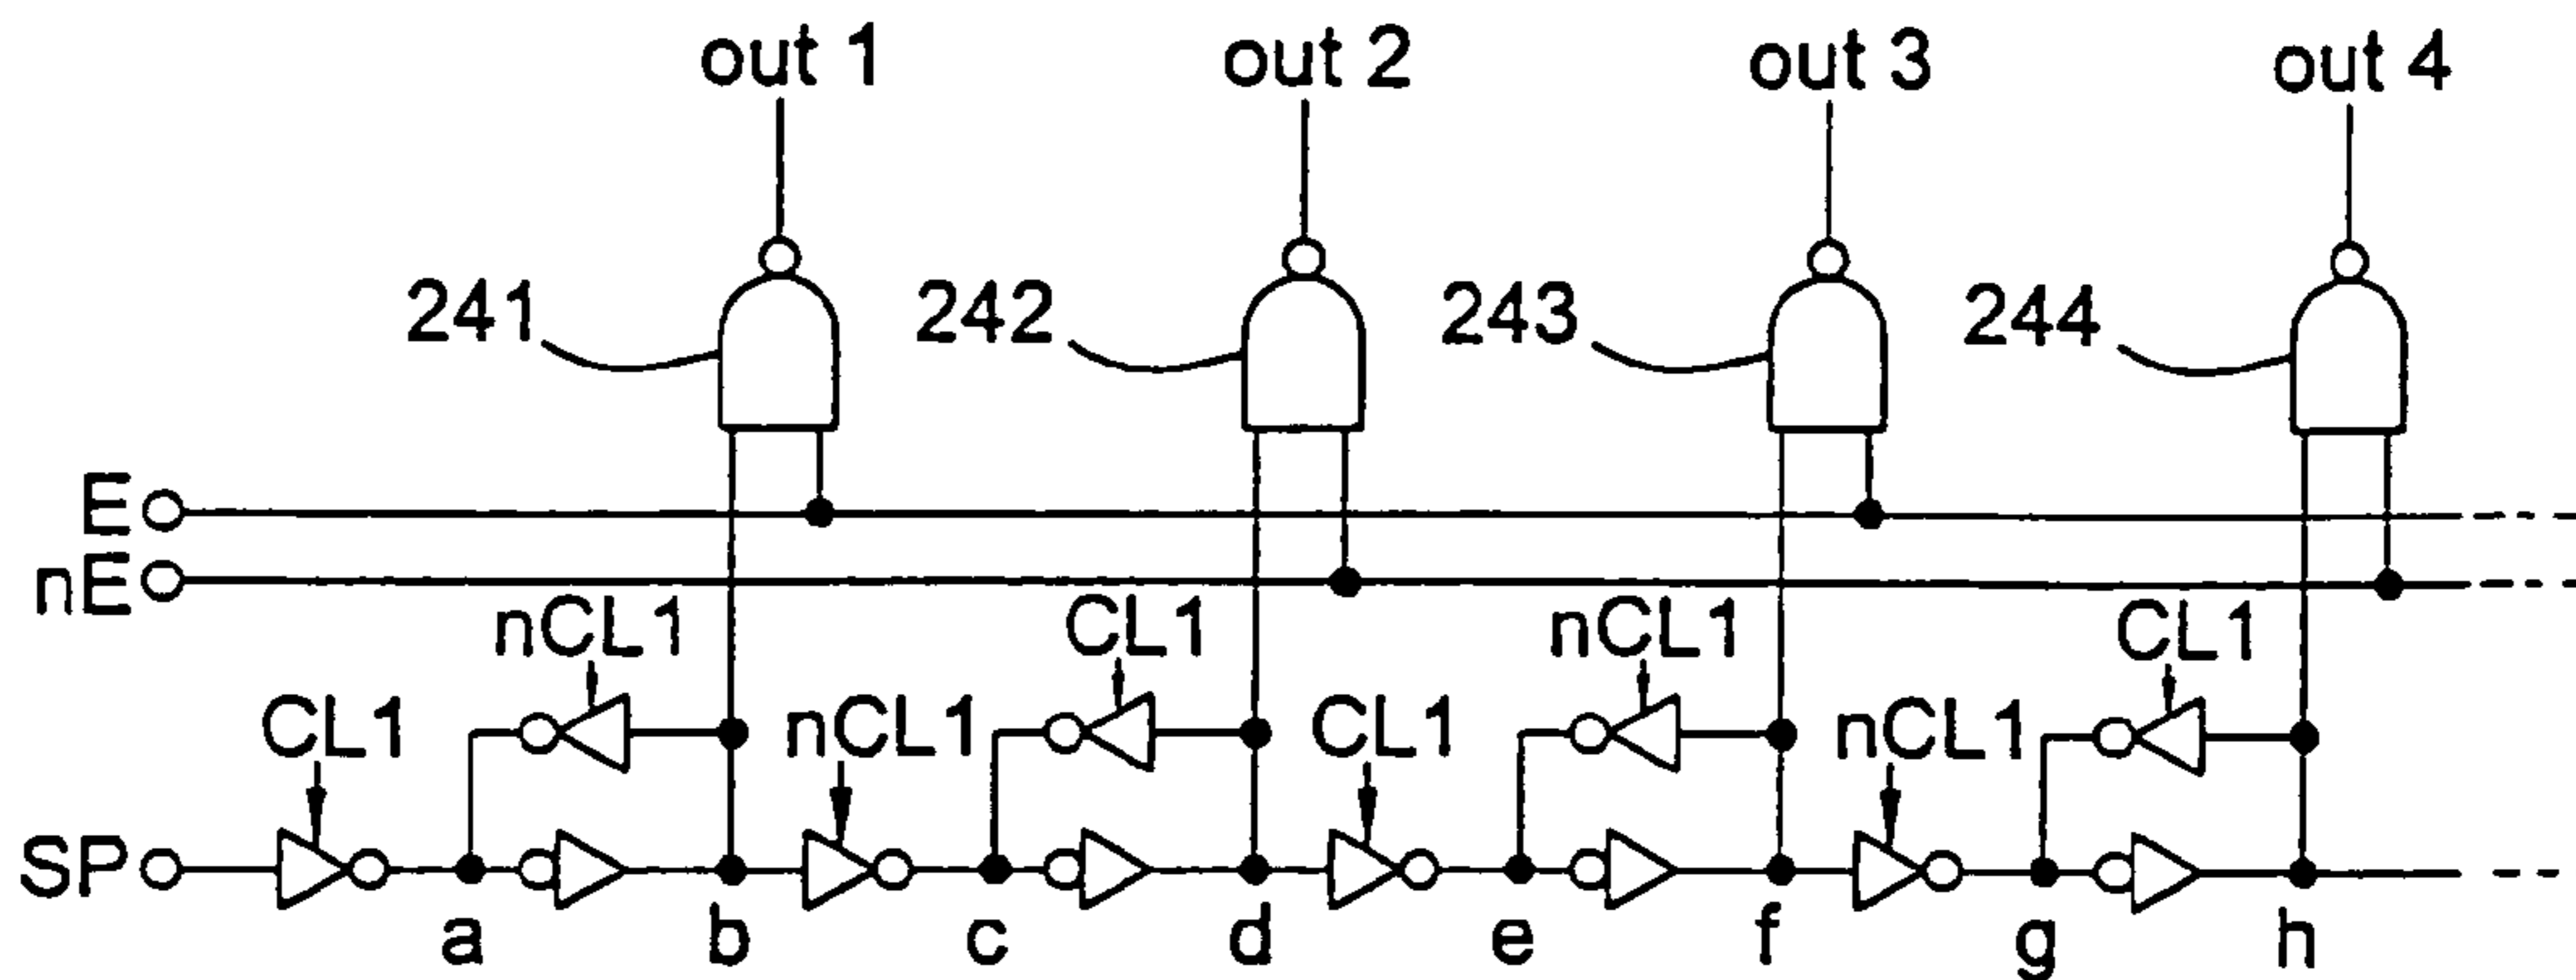 out 1 out 2 out 3 out 4
241 242 243 244
E
nE
nCL1 CL1 nCL1 CL1
CL1 nCL1 CL1 nCL1
SP
a b c d e f g h